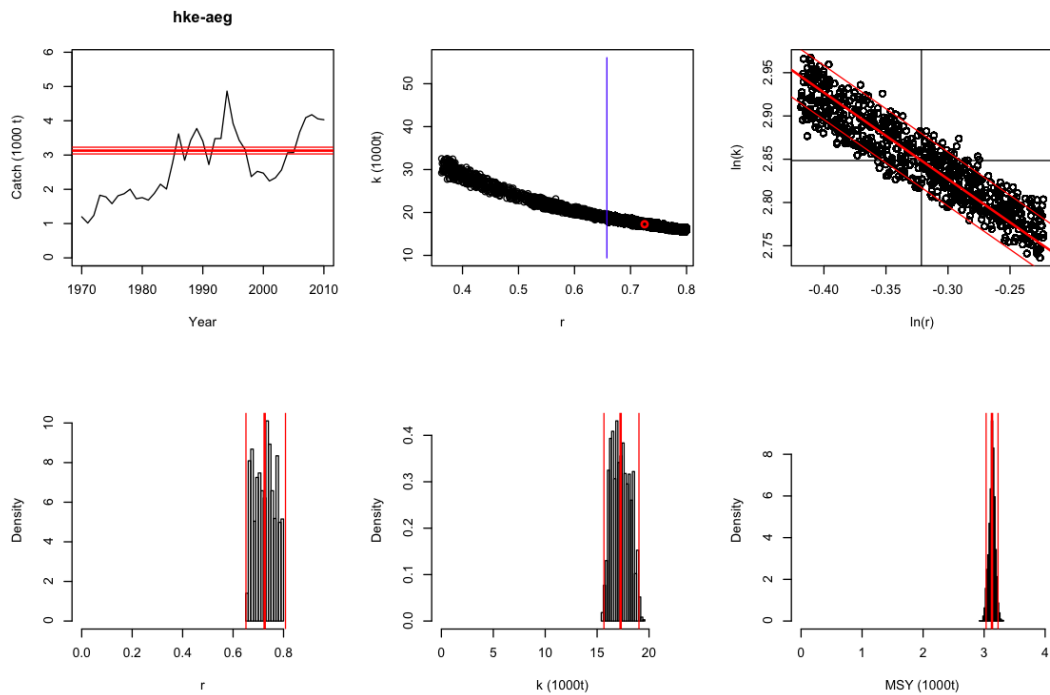 hke-aeg
Catch (1000 t)
0 1 2 3 4 5 6
1970 1980 1990 2000 2010
Year
k (1000t)
10 20 30 40 50
0.4 0.5 0.6 0.7 0.8
r
ln(k)
2.75 2.80 2.85 2.90 2.95
-0.40 -0.35 -0.30 -0.25
ln(r)
Density
0 2 4 6 8 10
0.0 0.2 0.4 0.6 0.8
r
Density
0.0 0.1 0.2 0.3 0.4
0 5 10 15 20
k (1000t)
Density
0 2 4 6 8
0 1 2 3 4
MSY (1000t)